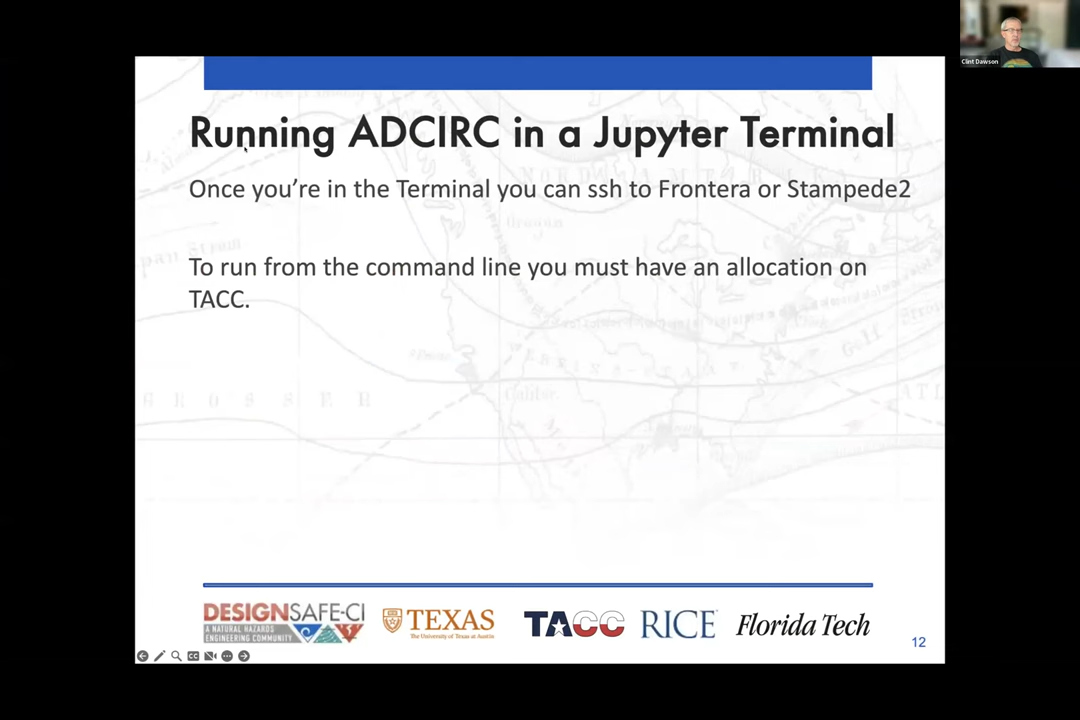 Clint Dawson
Running ADCIRC in a Jupyter Terminal
Once you're in the Terminal you can ssh to Frontera or Stampede2
To run from the command line you must have an allocation on
TACC.
DESIGNSAFE-CI
A NATURAL HAZARDS
ENGINEERING COMMUNITY
TEXAS
The University of Texas at Austin
TACC
RICE
Florida Tech
12